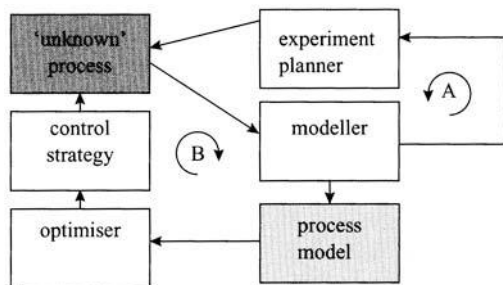 ‘unknown’
process
experiment
planner
A
control
strategy
B
modeller
optimiser
process
model